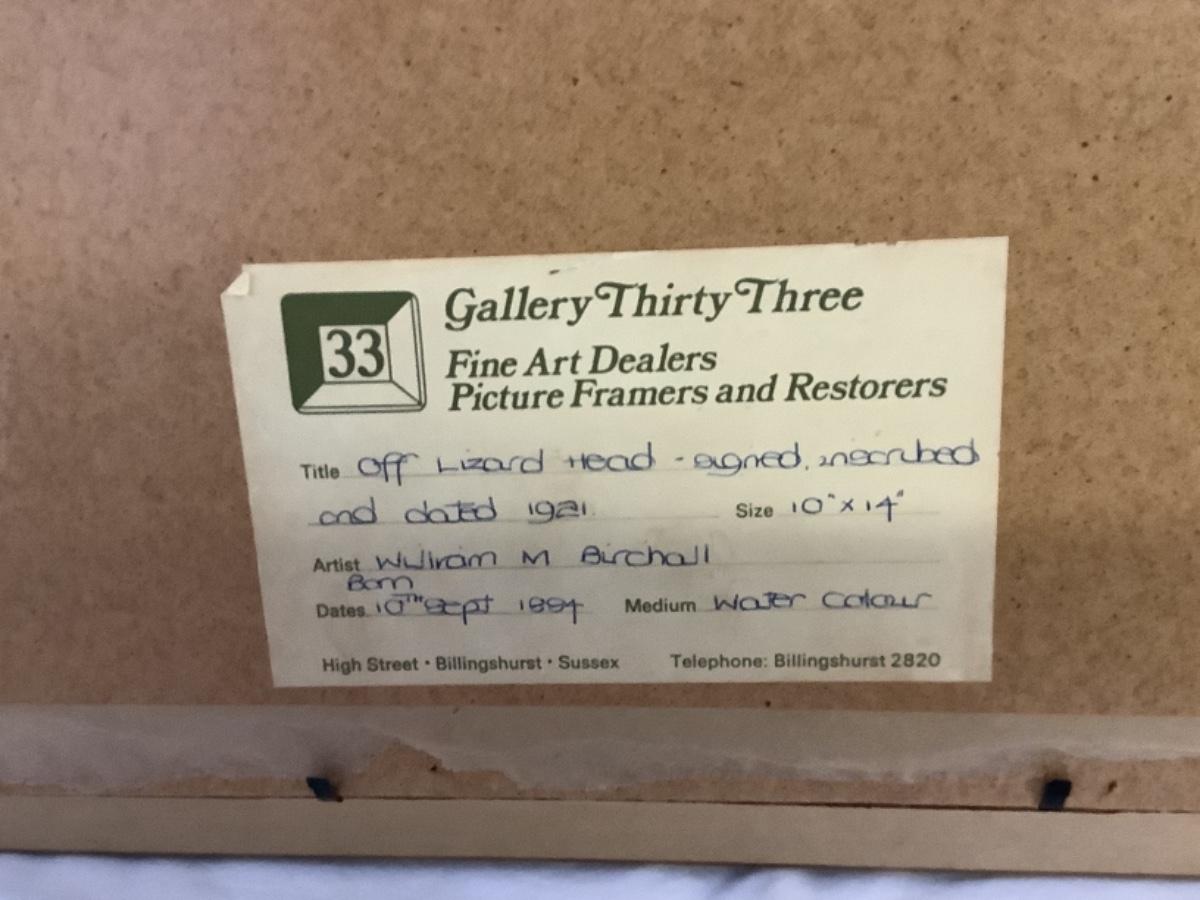 33
Gallery Thirty Three
Fine Art Dealers
Picture Framers and Restorers
Title Off Lizard Head - signed, inscribed
and dated 1921. Size 10" x 14"
Artist William M Birchall
Born
Dates 10TH Sept 1884 Medium Water Colour
High Street · Billingshurst · Sussex Telephone: Billingshurst 2820